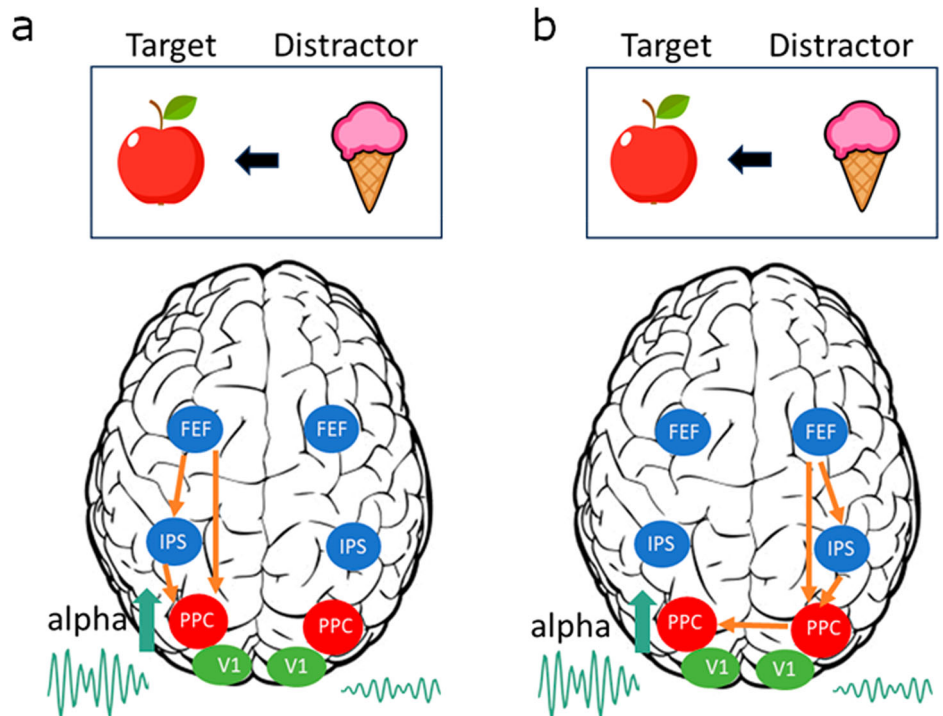 a
Target Distractor
FEF FEF
IPS IPS
alpha
PPC PPC
V1 V1
b
Target Distractor
FEF FEF
IPS IPS
alpha
PPC PPC
V1 V1